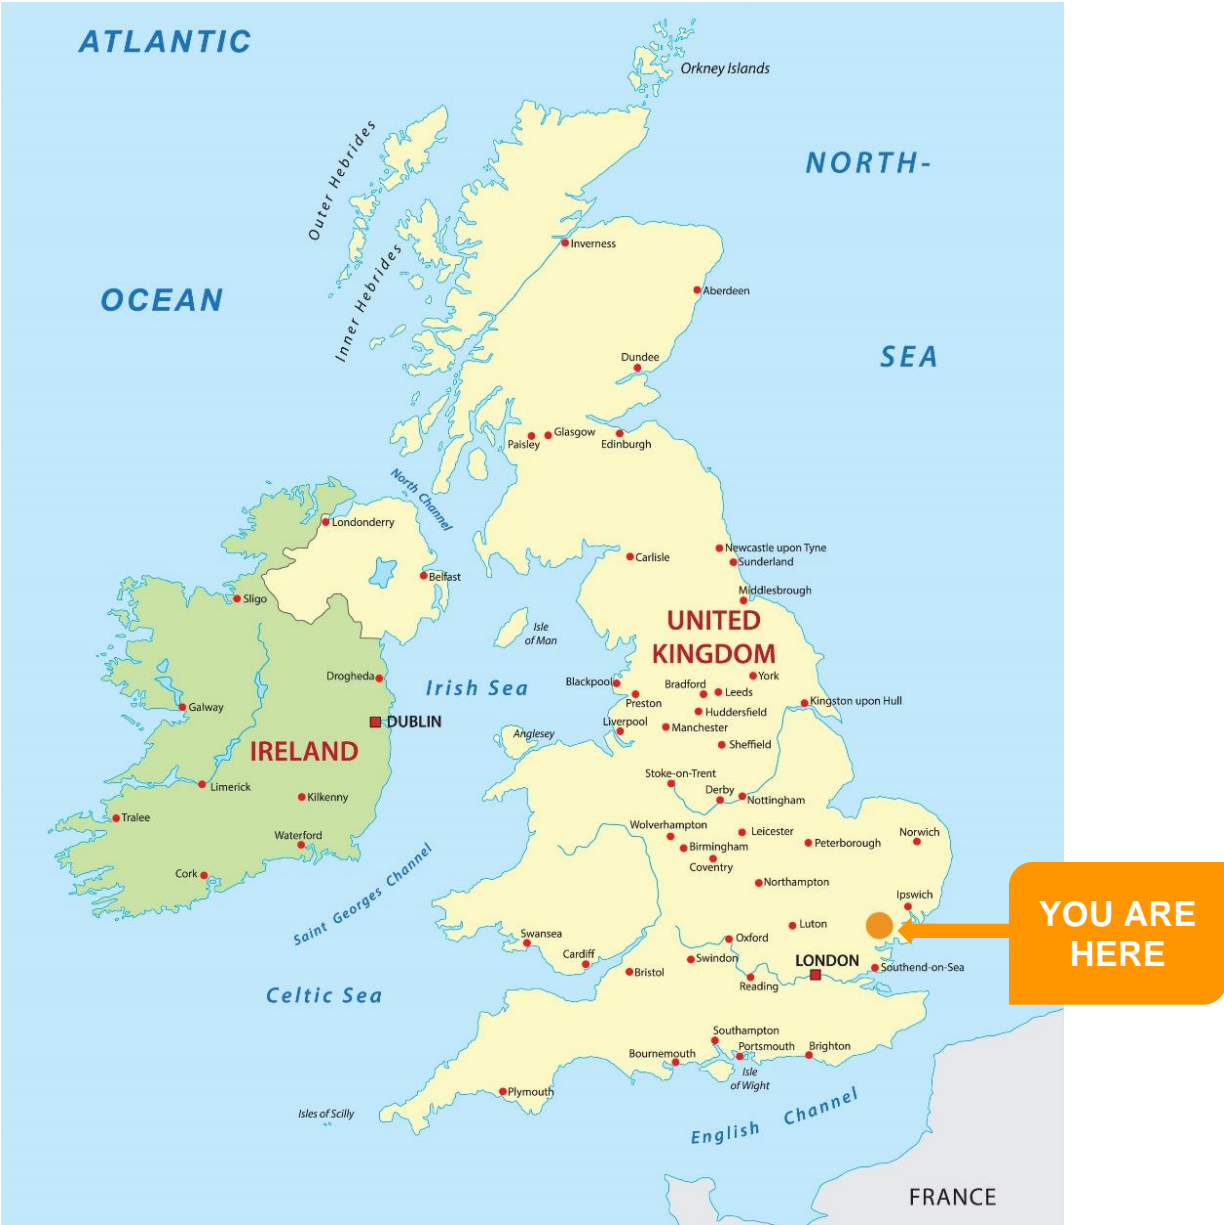 ATLANTIC
Orkney Islands
NORTH-
Outer Hebrides
Inverness
Inner Hebrides
Aberdeen
OCEAN
SEA
Dundee
Glasgow
Paisley
Edinburgh
North Channel
Londonderry
Newcastle upon Tyne
Carlisle
Sunderland
Belfast
Middlesbrough
Sligo
UNITED
KINGDOM
Isle
of Man
Drogheda
York
Blackpool
Bradford
Leeds
Irish Sea
Preston
Kingston upon Hull
Galway
Huddersfield
DUBLIN
Liverpool
Manchester
Anglesey
Sheffield
IRELAND
Stoke-on-Trent
Limerick
Derby
Nottingham
Kilkenny
Tralee
Wolverhampton
Leicester
Norwich
Waterford
Birmingham
Peterborough
Coventry
Cork
Northampton
Saint Georges Channel
Ipswich
YOU ARE
HERE
Luton
Swansea
Oxford
Cardiff
Swindon
LONDON
Southend-on-Sea
Bristol
Reading
Celtic Sea
Southampton
Portsmouth
Brighton
Bournemouth
Isle
of Wight
Plymouth
Isles of Scilly
English Channel
FRANCE